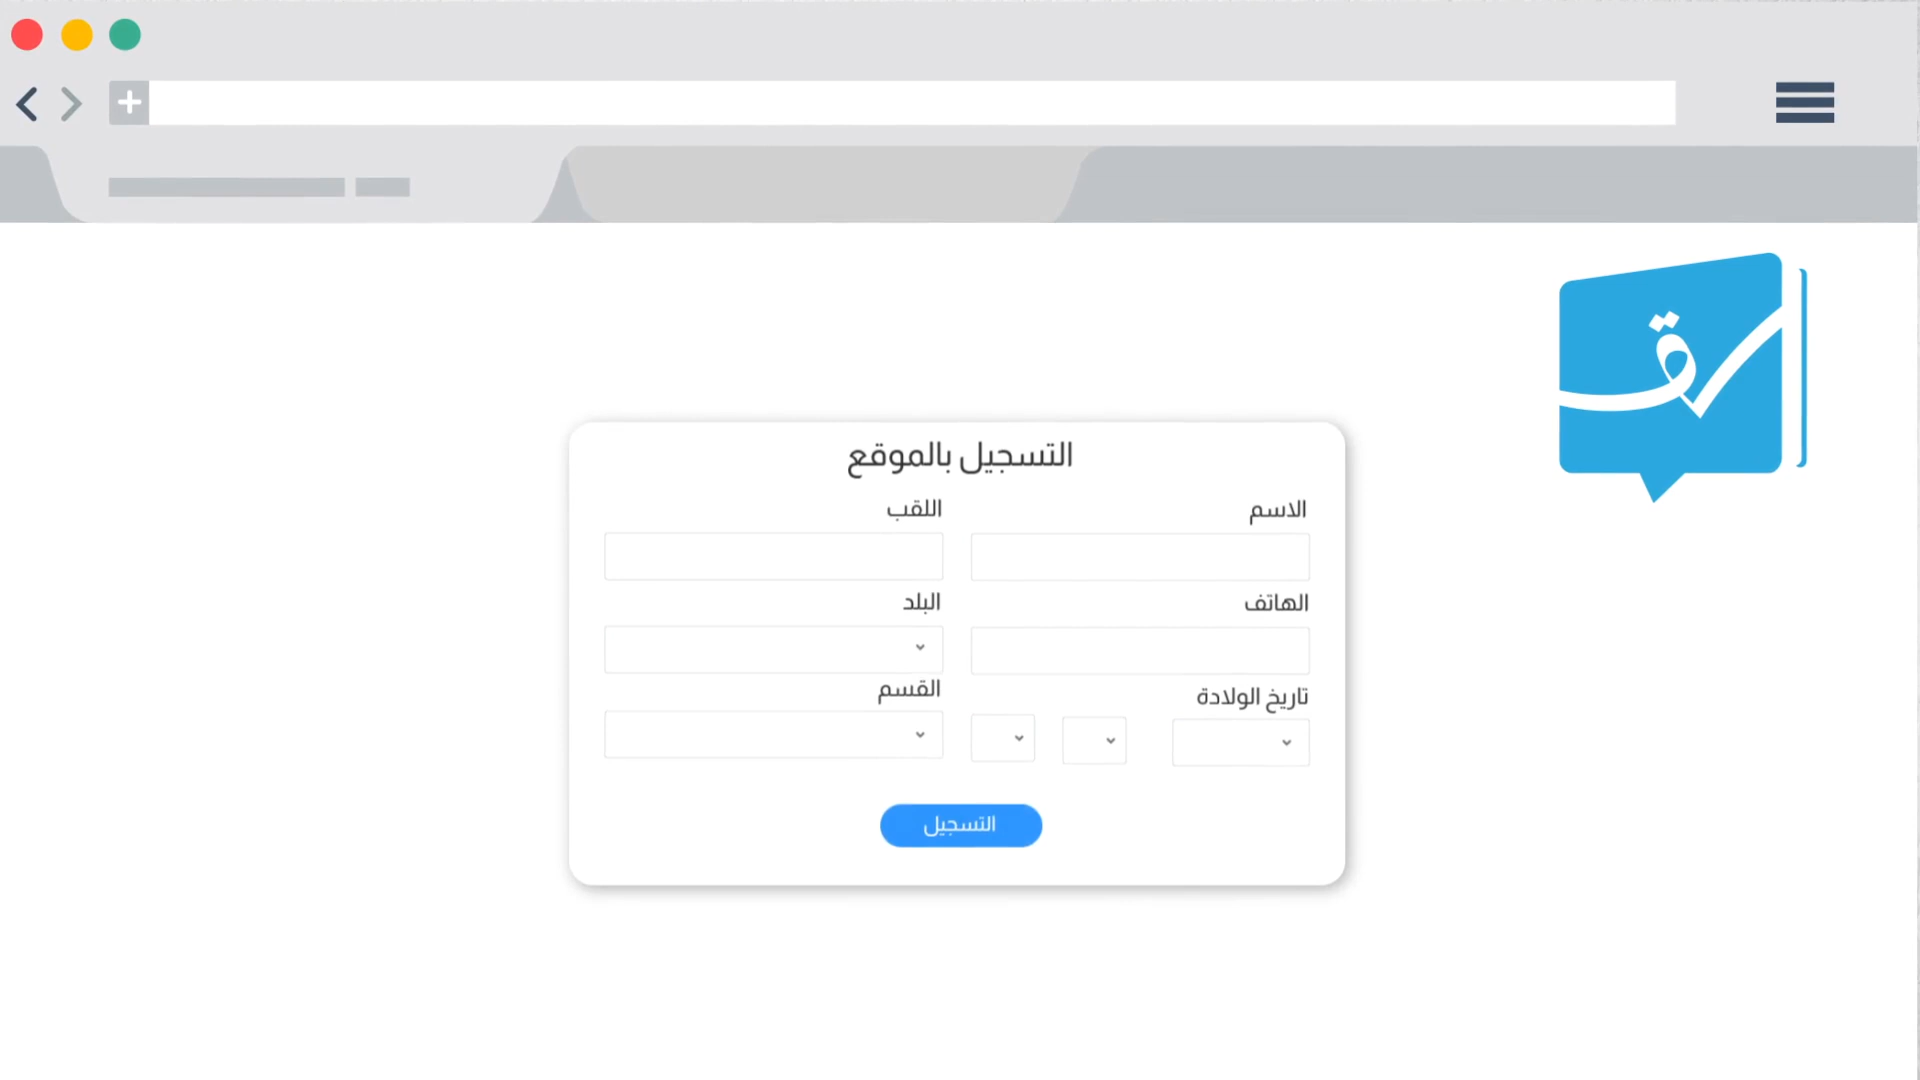 التسجيل بالموقع
الاسم
اللقب
الهاتف
البلد
تاريخ الولادة
القسم
التسجيل